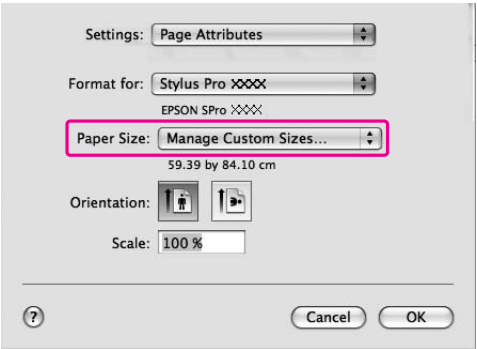 Settings: Page Attributes
Format for: Stylus Pro XXXX
EPSON SPro XXXX
Paper Size: Manage Custom Sizes...
59.39 by 84.10 cm
Orientation:
Scale: 100 %
? Cancel OK